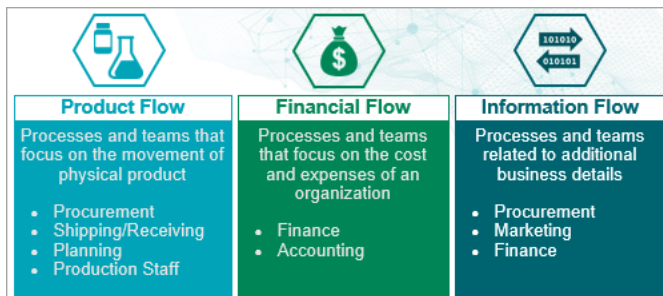 $
101010
010101
Product Flow
Processes and teams that
focus on the movement of
physical product
• Procurement
• Shipping/Receiving
• Planning
• Production Staff
Financial Flow
Processes and teams
that focus on the cost
and expenses of an
organization
• Finance
• Accounting
Information Flow
Processes and teams
related to additional
business details
• Procurement
• Marketing
• Finance